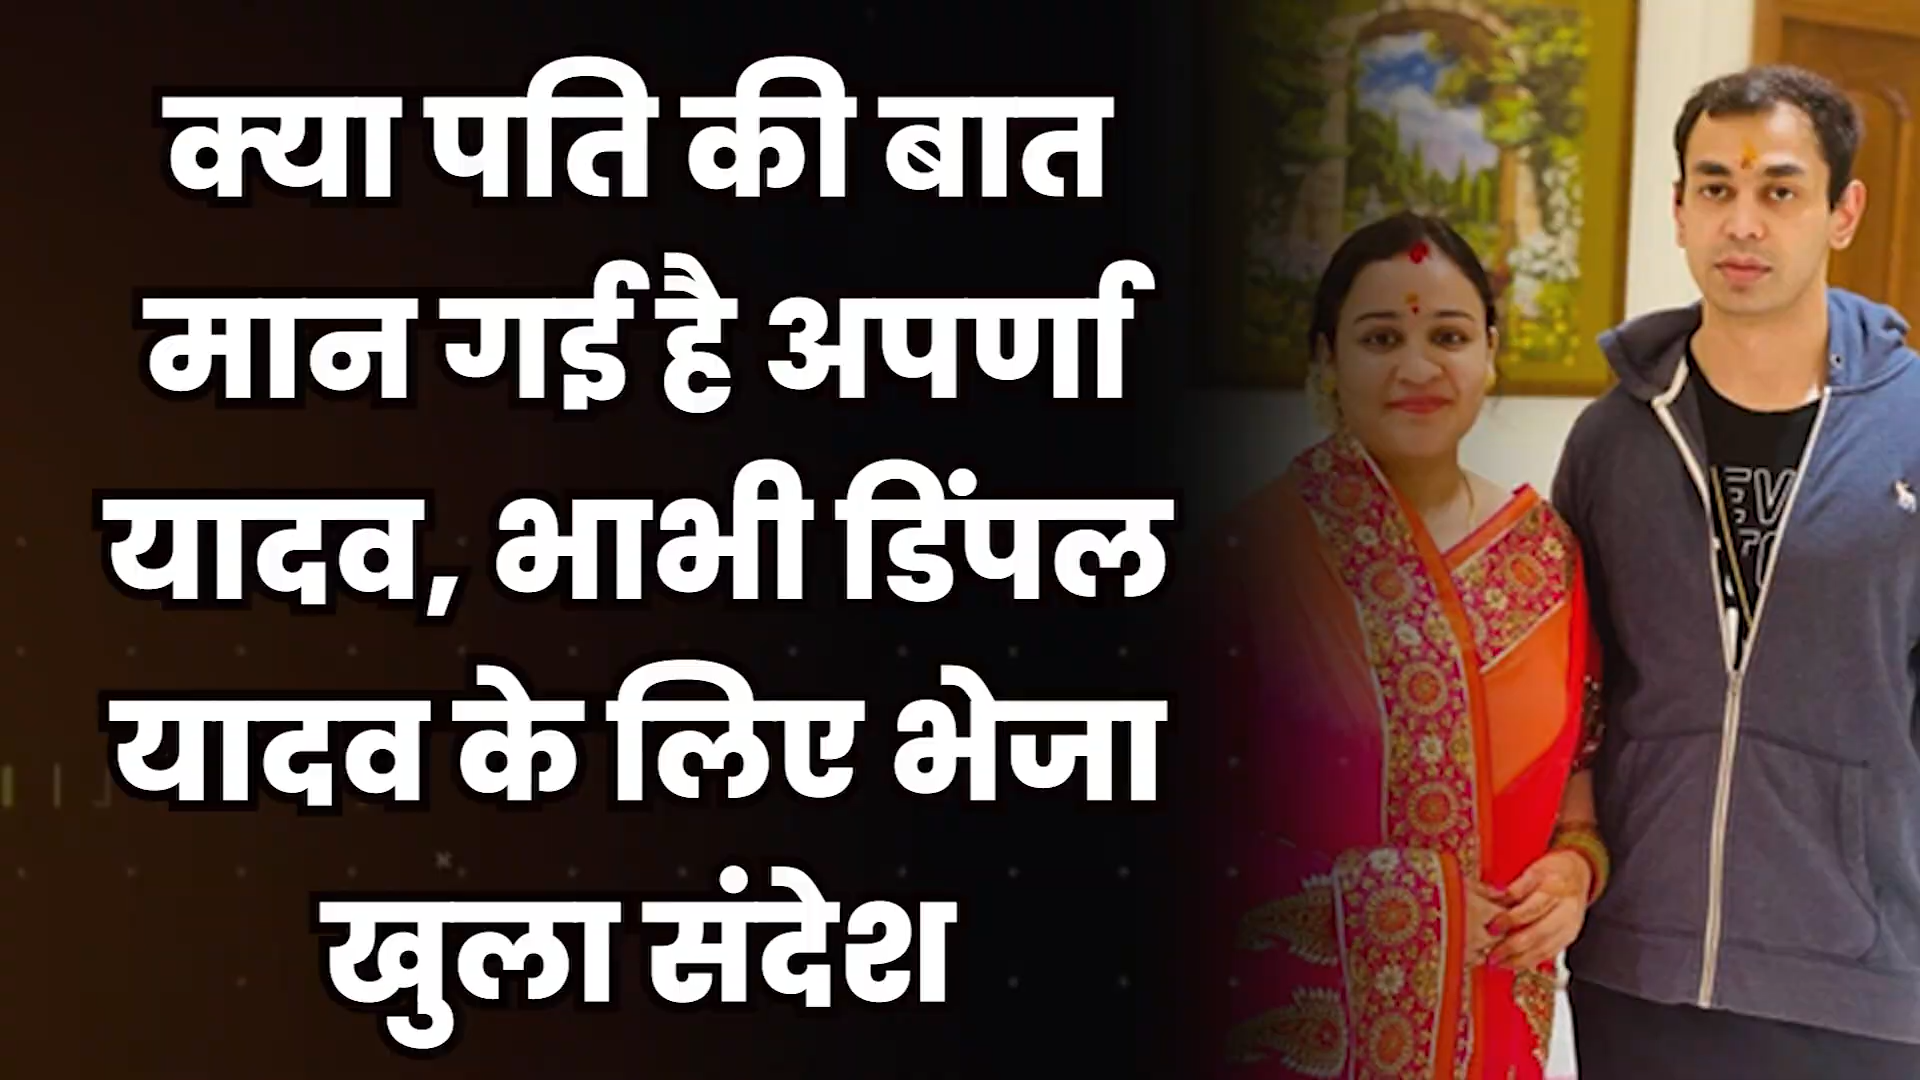 क्या पति की बात
मान गई है अपर्णा
यादव, भाभी डिंपल
यादव के लिए भेजा
खुला संदेश